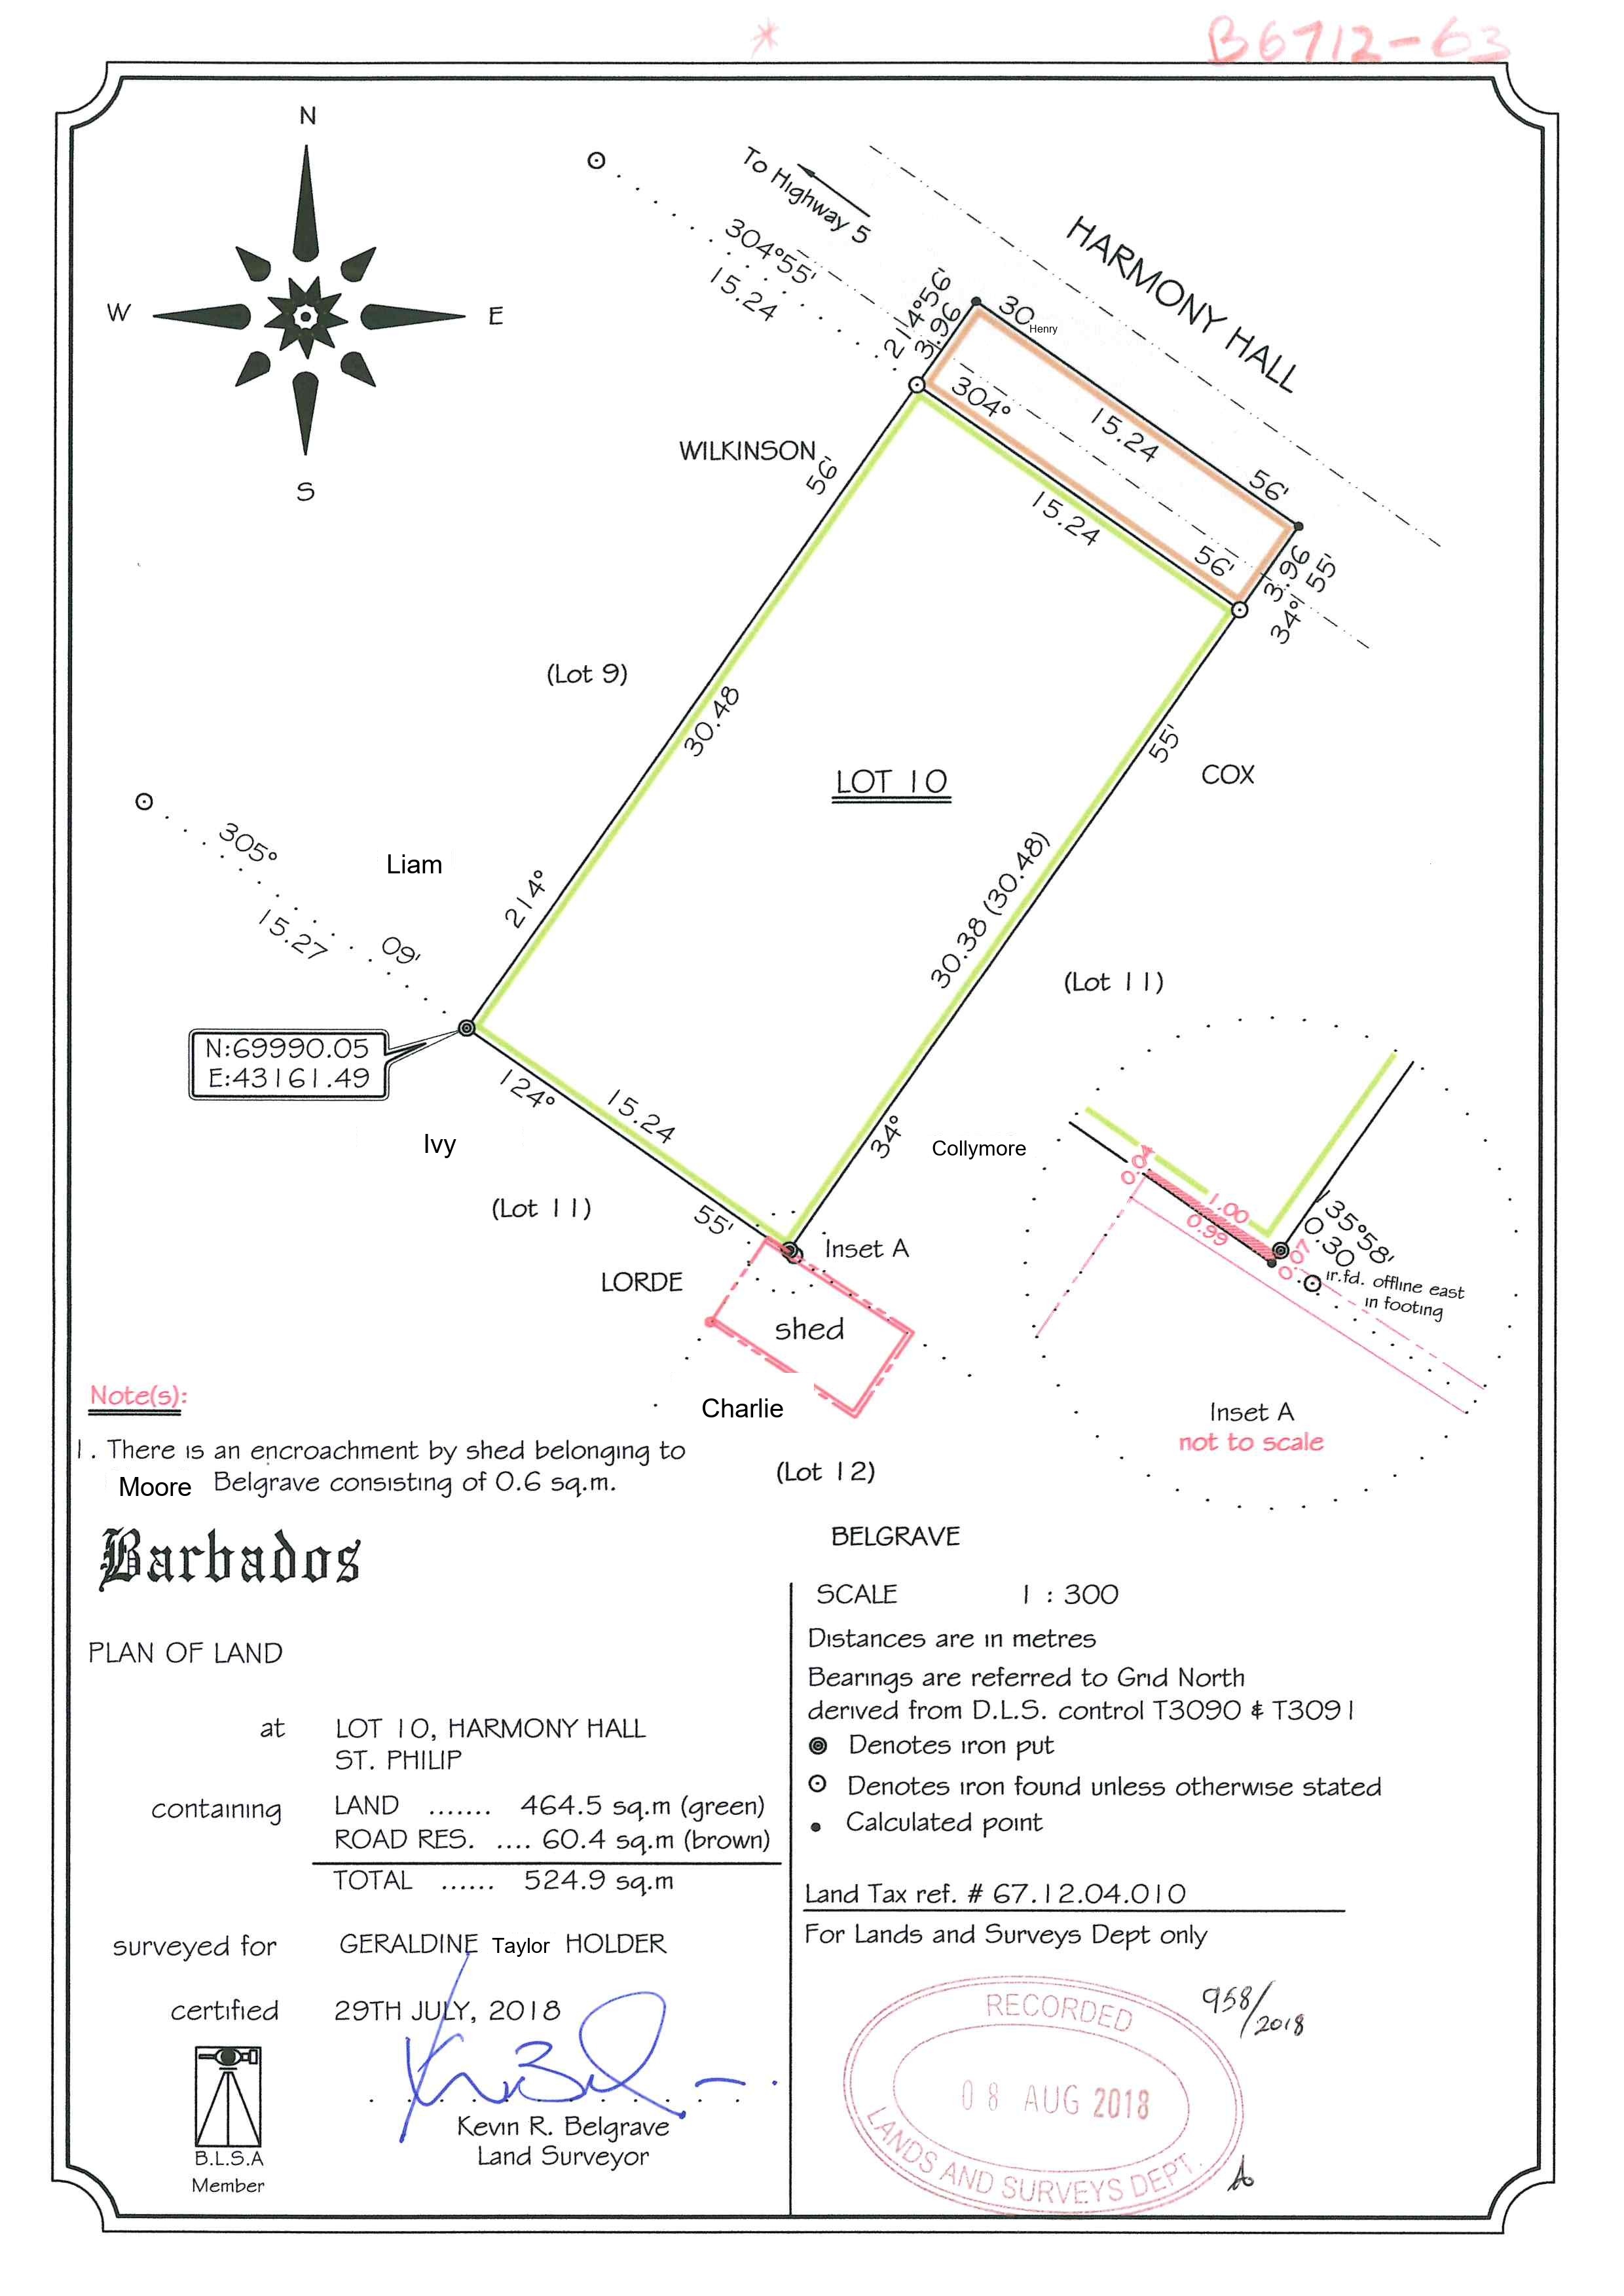 B6712-63
N
W
E
S
To Highway 5
HARMONY HALL
304°55'
15.24
214°56'
3.96
30
Henry
15.24
56'
304°
15.24
56'
3.96
34° 55'
WILKINSON
56'
(Lot 9)
30.48
214°
LOT 10
55'
COX
30.38 (30.48)
34°
(Lot 11)
Liam
305°
09'
15.27
N:69990.05
E:43161.49
124°
15.24
55'
Ivy
(Lot 11)
Collymore
LORDE
Inset A
shed
Charlie
(Lot 12)
BELGRAVE
0.04
1.00
0.99
0.07
135°58'
0.30
ir.fd. offline east
in footing
Inset A
not to scale
Note(s):
1. There is an encroachment by shed belonging to
Moore Belgrave consisting of 0.6 sq.m.
Barbados
PLAN OF LAND
at LOT 10, HARMONY HALL
ST. PHILIP
containing LAND ....... 464.5 sq.m (green)
ROAD RES. .... 60.4 sq.m (brown)
TOTAL ...... 524.9 sq.m
surveyed for GERALDINE Taylor HOLDER
certified 29TH JULY, 2018
Kevin R. Belgrave
Land Surveyor
B.L.S.A
Member
SCALE 1 : 300
Distances are in metres
Bearings are referred to Grid North
derived from D.L.S. control T3090 & T3091
Denotes iron put
Denotes iron found unless otherwise stated
Calculated point
Land Tax ref. # 67.12.04.010
For Lands and Surveys Dept only
958/2018
RECORDED
08 AUG 2018
LANDS AND SURVEYS DEPT.